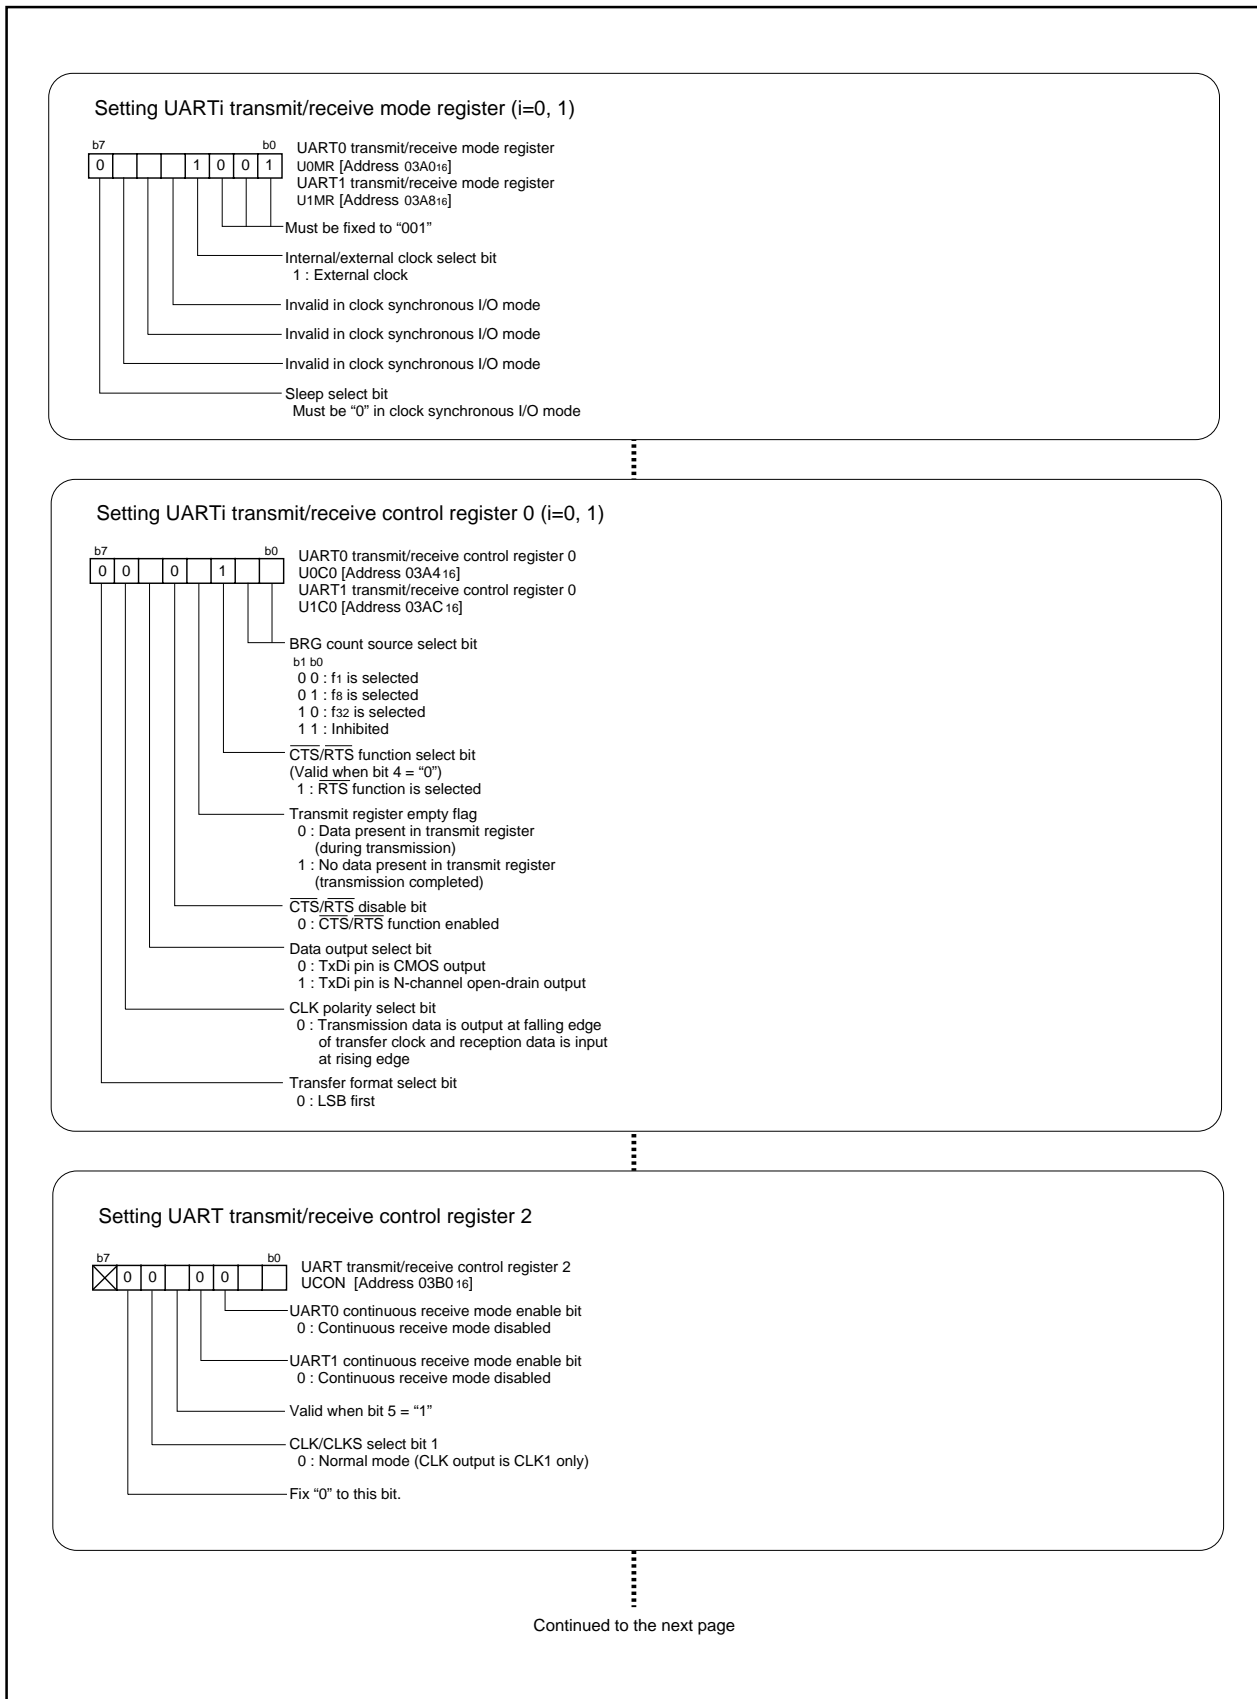 Setting UARTi transmit/receive mode register (i=0, 1)
b7 b0
0 1 0 0 1
UART0 transmit/receive mode register
U0MR [Address 03A016]
UART1 transmit/receive mode register
U1MR [Address 03A816]
Must be fixed to “001”
Internal/external clock select bit
1 : External clock
Invalid in clock synchronous I/O mode
Invalid in clock synchronous I/O mode
Invalid in clock synchronous I/O mode
Sleep select bit
Must be “0” in clock synchronous I/O mode
Setting UARTi transmit/receive control register 0 (i=0, 1)
b7 b0
0 0 0 1
UART0 transmit/receive control register 0
U0C0 [Address 03A416]
UART1 transmit/receive control register 0
U1C0 [Address 03AC16]
BRG count source select bit
b1 b0
0 0 : f1 is selected
0 1 : f8 is selected
1 0 : f32 is selected
1 1 : Inhibited
CTS/RTS function select bit
(Valid when bit 4 = “0”)
1 : RTS function is selected
Transmit register empty flag
0 : Data present in transmit register
(during transmission)
1 : No data present in transmit register
(transmission completed)
CTS/RTS disable bit
0 : CTS/RTS function enabled
Data output select bit
0 : TxDi pin is CMOS output
1 : TxDi pin is N-channel open-drain output
CLK polarity select bit
0 : Transmission data is output at falling edge
of transfer clock and reception data is input
at rising edge
Transfer format select bit
0 : LSB first
Setting UART transmit/receive control register 2
b7 b0
0 0 0 0
UART transmit/receive control register 2
UCON [Address 03B016]
UART0 continuous receive mode enable bit
0 : Continuous receive mode disabled
UART1 continuous receive mode enable bit
0 : Continuous receive mode disabled
Valid when bit 5 = “1”
CLK/CLKS select bit 1
0 : Normal mode (CLK output is CLK1 only)
Fix “0” to this bit.
Continued to the next page